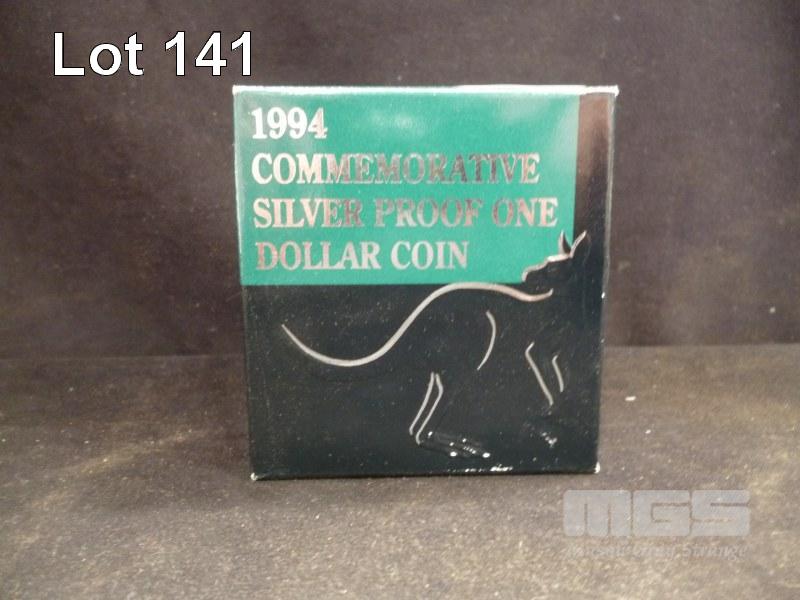 Lot 141
1994
COMMEMORATIVE
SILVER PROOF ONE
DOLLAR COIN
MGS